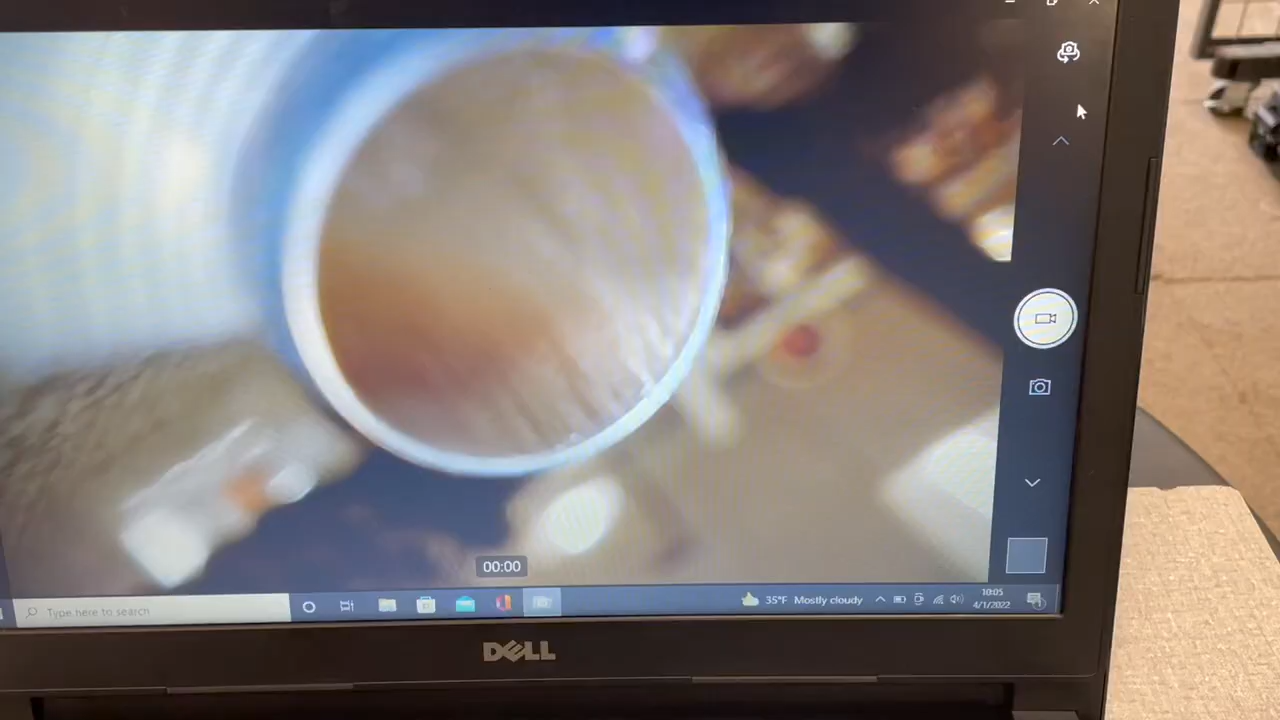 00:00
Type here to search
35°F Mostly cloudy
10:05
4/1/2022
DELL